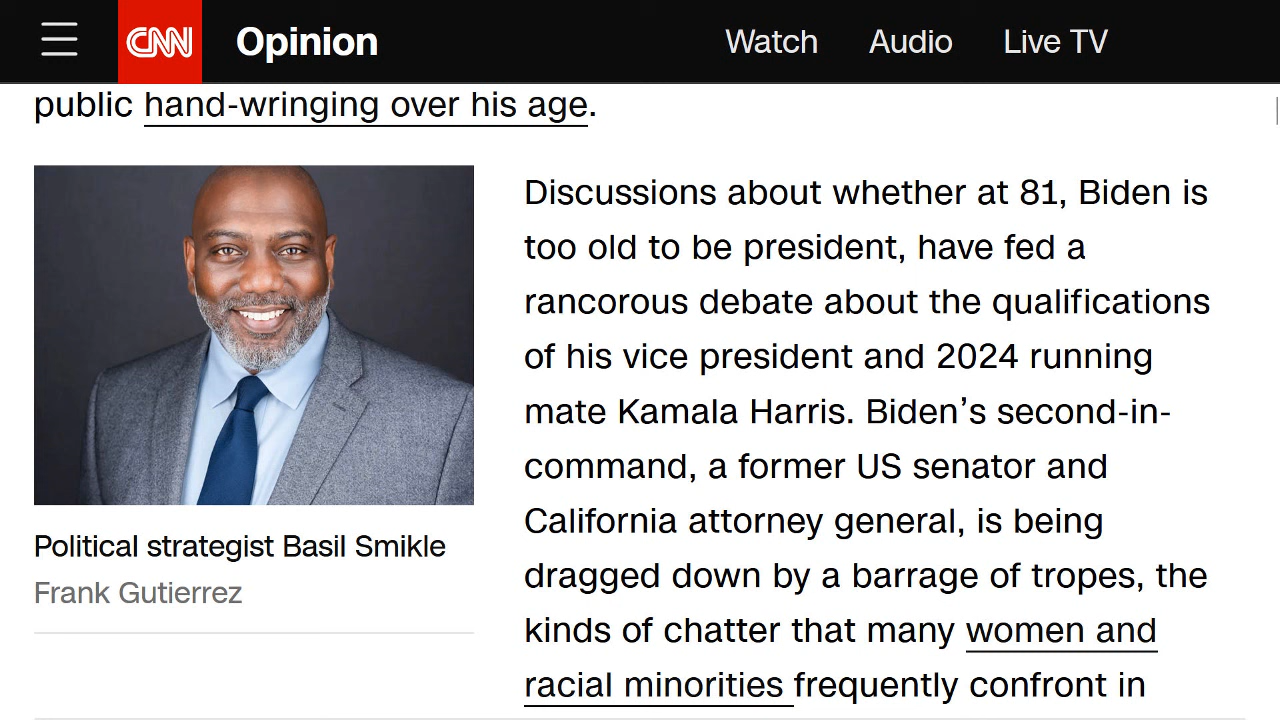 CNN Opinion Watch Audio Live TV
public hand-wringing over his age.
Political strategist Basil Smikle
Frank Gutierrez
Discussions about whether at 81, Biden is
too old to be president, have fed a
rancorous debate about the qualifications
of his vice president and 2024 running
mate Kamala Harris. Biden’s second-in-
command, a former US senator and
California attorney general, is being
dragged down by a barrage of tropes, the
kinds of chatter that many women and
racial minorities frequently confront in